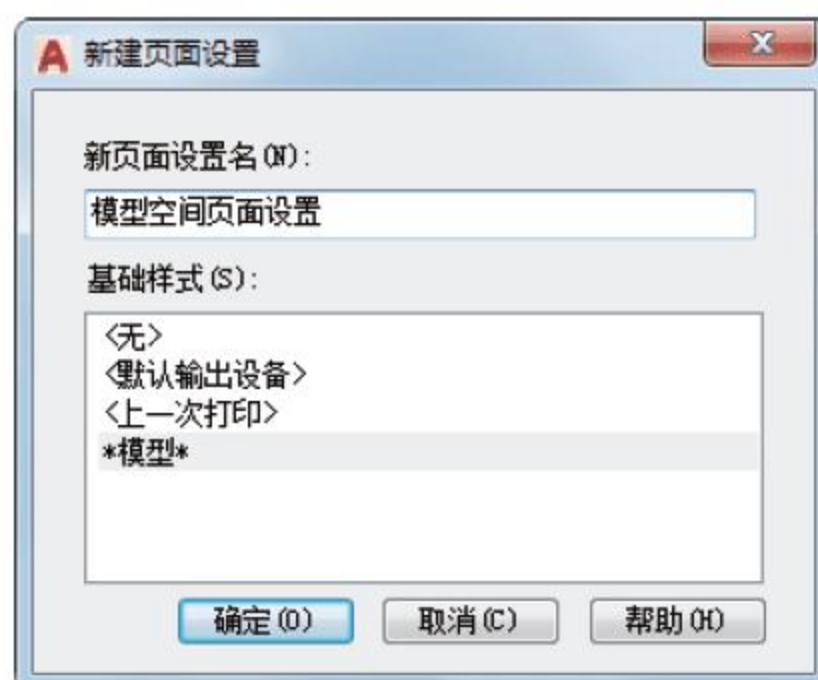 新建页面设置
新页面设置名(N):
模型空间页面设置
基础样式(S):
<无>
<默认输出设备>
<上一次打印>
*模型*
确定(O) 取消(C) 帮助(H)